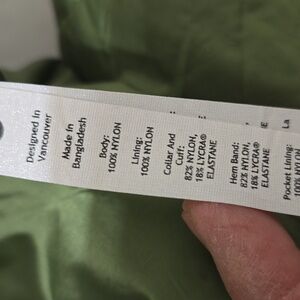 Designed In
Vancouver
Made In
Bangladesh
Body:
100% NYLON
Lining:
100% NYLON
Collar And
Cuff:
82% NYLON,
18% LYCRA®
ELASTANE
Hem Band:
82% NYLON,
18% LYCRA®
ELASTANE
Pocket Lining:
100% NYLON